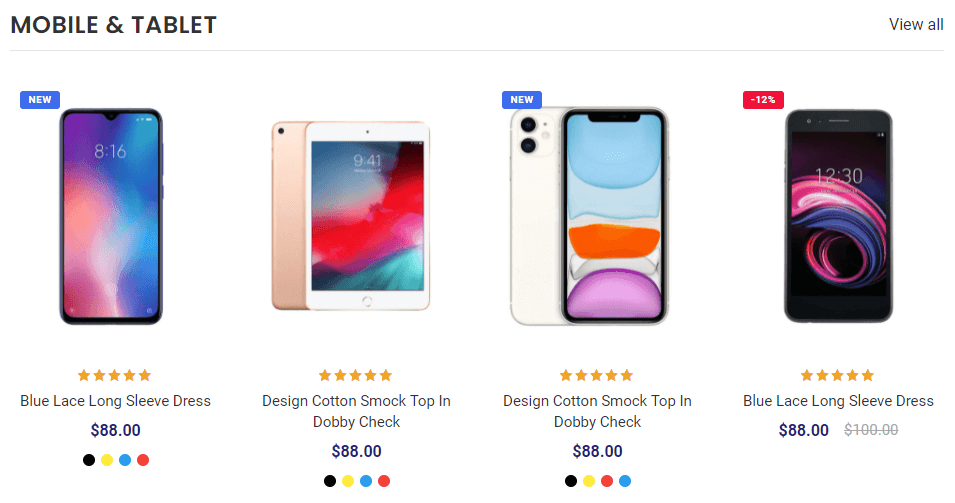 MOBILE & TABLET
View all
NEW
8:16
Blue Lace Long Sleeve Dress
$88.00
9:41
Design Cotton Smock Top In
Dobby Check
$88.00
NEW
Design Cotton Smock Top In
Dobby Check
$88.00
-12%
12:30
Blue Lace Long Sleeve Dress
$88.00 $100.00